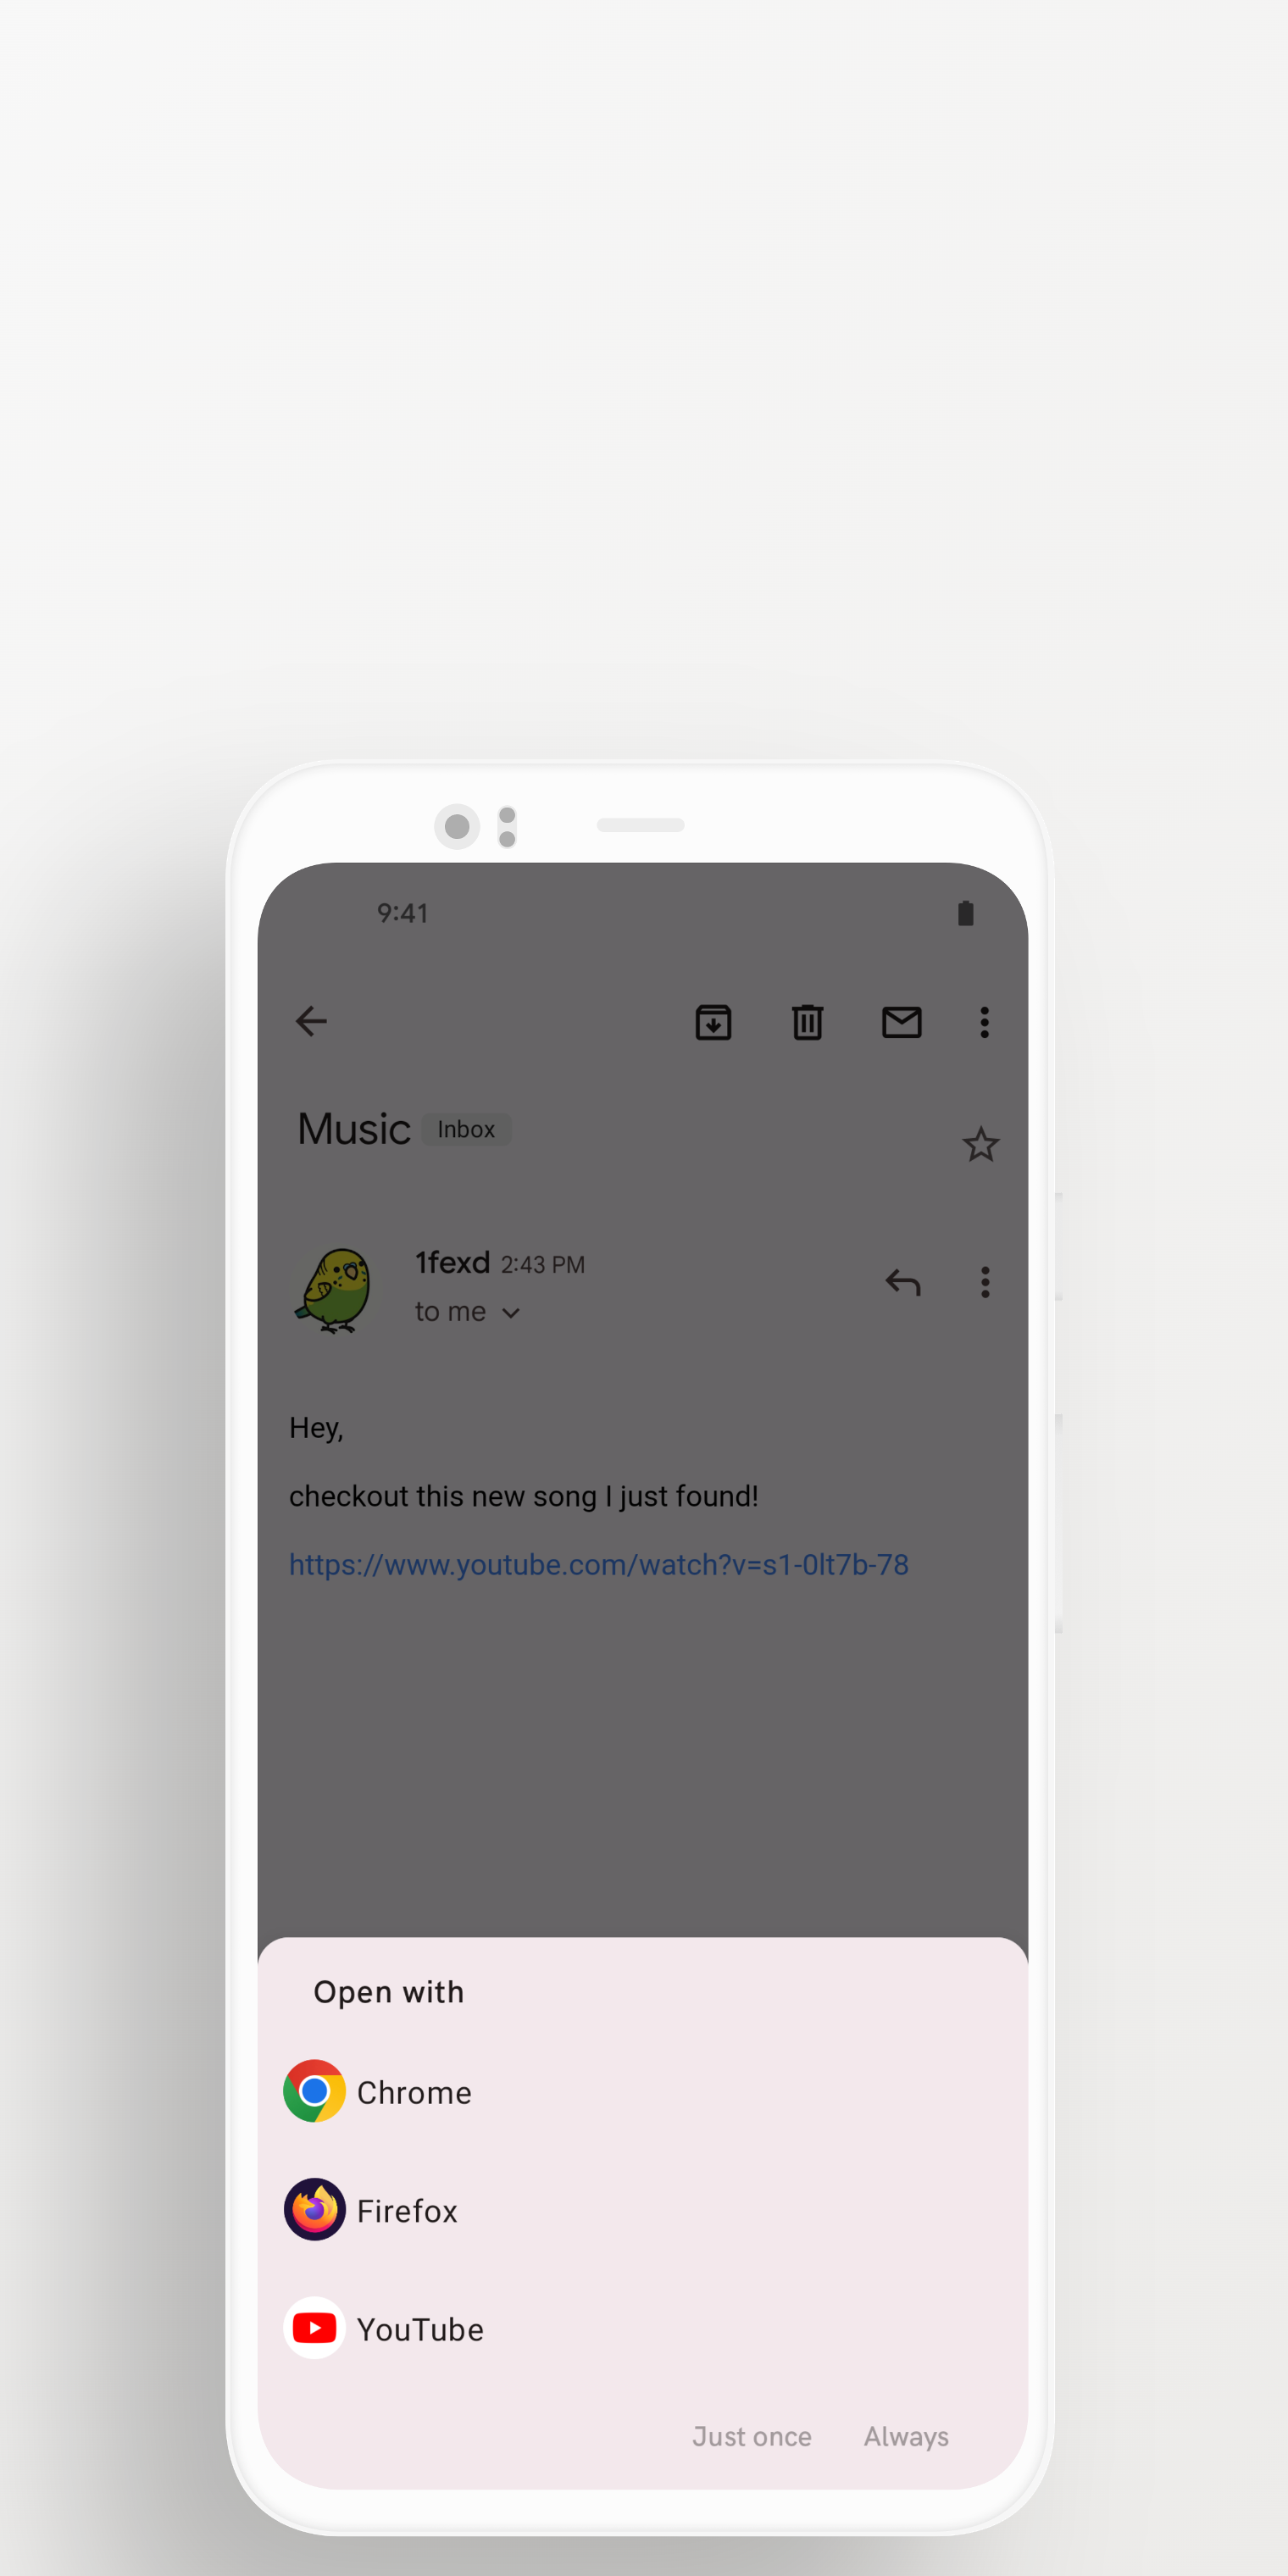 9:41
Music Inbox
1fexd 2:43 PM
to me
Hey,
checkout this new song I just found!
https://www.youtube.com/watch?v=s1-0lt7b-78
Open with
Chrome
Firefox
YouTube
Just once Always